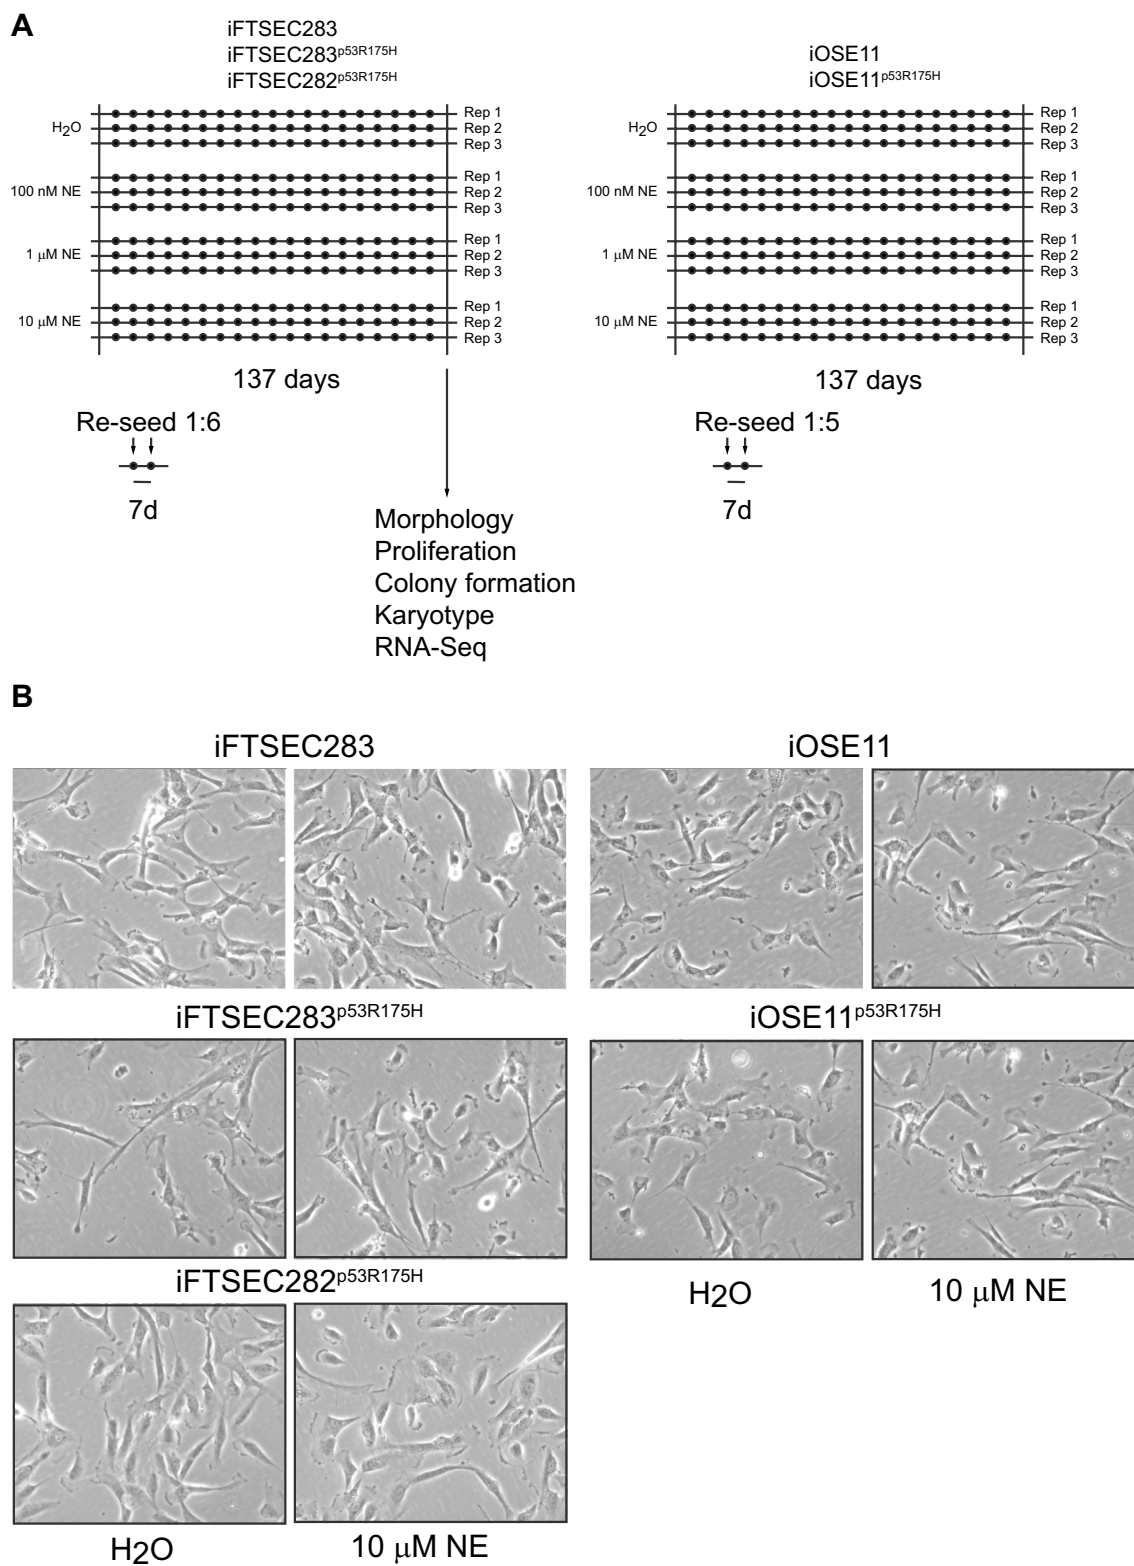 A
iFTSEC283
iFTSEC283p53R175H
iFTSEC282p53R175H
H2O
Rep 1
Rep 2
Rep 3
100 nM NE
Rep 1
Rep 2
Rep 3
1 μM NE
Rep 1
Rep 2
Rep 3
10 μM NE
Rep 1
Rep 2
Rep 3
137 days
Re-seed 1:6
7d
Morphology
Proliferation
Colony formation
Karyotype
RNA-Seq
iOSE11
iOSE11p53R175H
H2O
Rep 1
Rep 2
Rep 3
100 nM NE
Rep 1
Rep 2
Rep 3
1 μM NE
Rep 1
Rep 2
Rep 3
10 μM NE
Rep 1
Rep 2
Rep 3
137 days
Re-seed 1:5
7d
B
iFTSEC283
iFTSEC283p53R175H
iFTSEC282p53R175H
H2O
10 μM NE
iOSE11
iOSE11p53R175H
H2O
10 μM NE